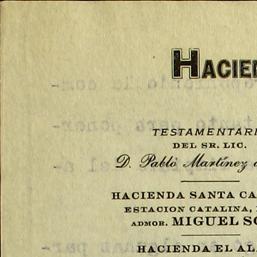 HACIEN
TESTAMENTARI
DEL SR. LIC.
D. Pablo Martínez
HACIENDA SANTA CA
ESTACION CATALINA,
ADMOR. MIGUEL SO
HACIENDA EL AL